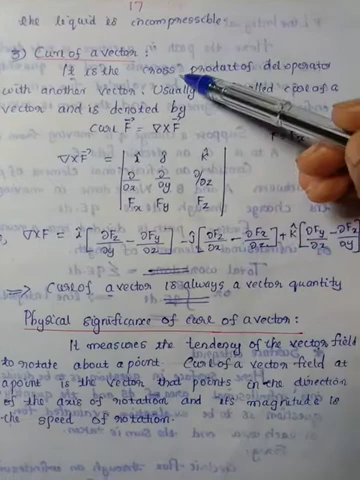 17
the liquid is incompressible.
3) Curl of a vector :
It is the cross product of del operator
with another vector. Usually called curl of a
vector and is denoted by
Curl F⃗ = ∇×F⃗
∇×F⃗ = | î ĵ k̂ |
| ∂/∂x ∂/∂y ∂/∂z |
| Fx Fy Fz |
∇×F = î [∂Fz/∂y − ∂Fy/∂z] − ĵ [∂Fz/∂x − ∂Fx/∂z] + k̂ [∂Fy/∂x − ∂Fx/∂y]
⟹ Curl of a vector is always a vector quantity
Physical significance of curl of a vector :
It measures the tendency of the vector field
to rotate about a point. Curl of a vector field at
a point is the vector that points in the direction
of the axis of rotation and its magnitude is
the speed of rotation.